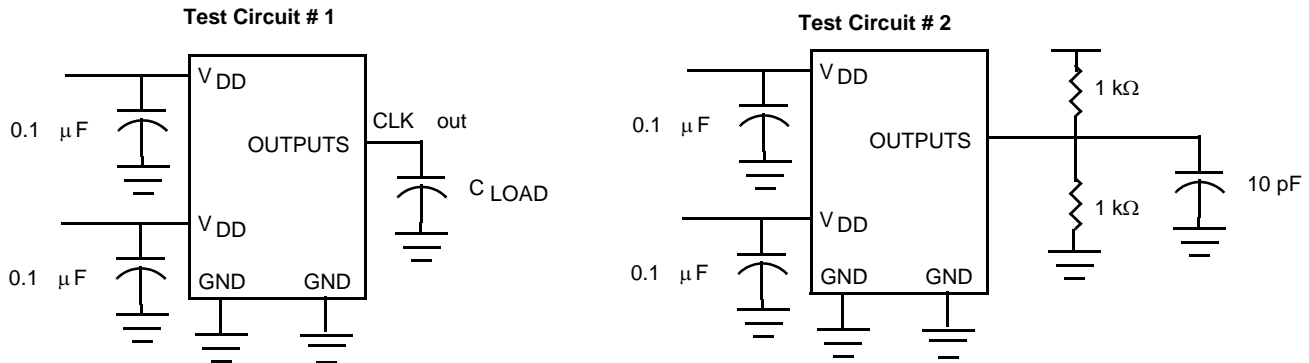 Test Circuit # 1
V DD
0.1 μF
CLK out
OUTPUTS
C LOAD
V DD
0.1 μF
GND GND
Test Circuit # 2
V DD
1 kΩ
0.1 μF
OUTPUTS
10 pF
1 kΩ
V DD
0.1 μF
GND GND